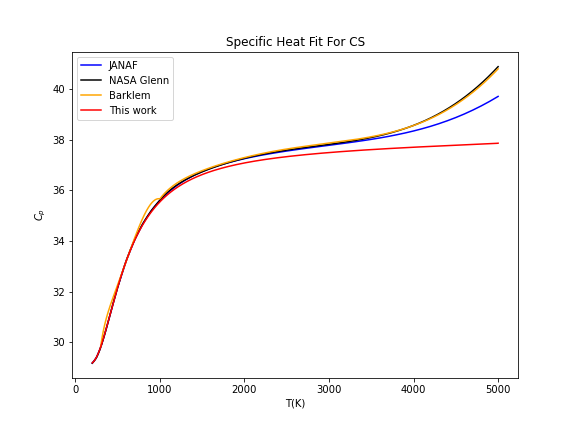 Specific Heat Fit For CS
JANAF
NASA Glenn
Barklem
This work
40
38
36
34
32
30
C_p
0
1000
2000
3000
4000
5000
T(K)